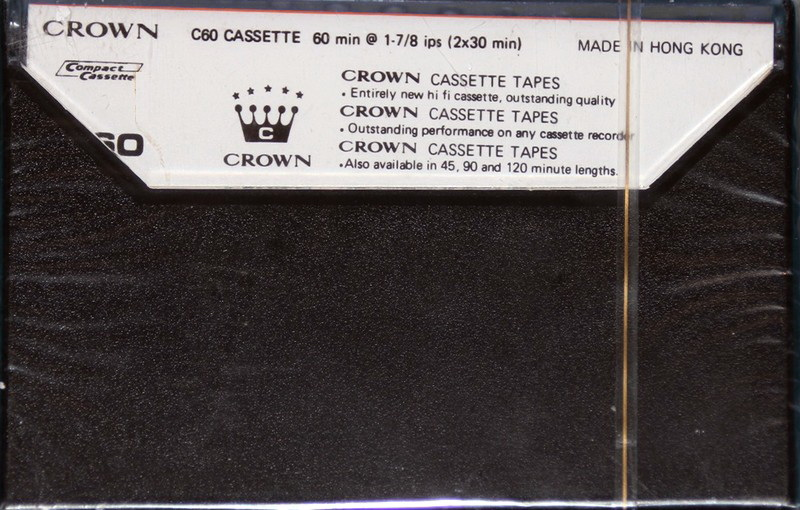 CROWN C60 CASSETTE 60 min @ 1-7/8 ips (2x30 min) MADE IN HONG KONG
Compact
Cassette
60
C
CROWN
CROWN CASSETTE TAPES
• Entirely new hi fi cassette, outstanding quality
CROWN CASSETTE TAPES
• Outstanding performance on any cassette recorder
CROWN CASSETTE TAPES
•Also available in 45, 90 and 120 minute lengths.